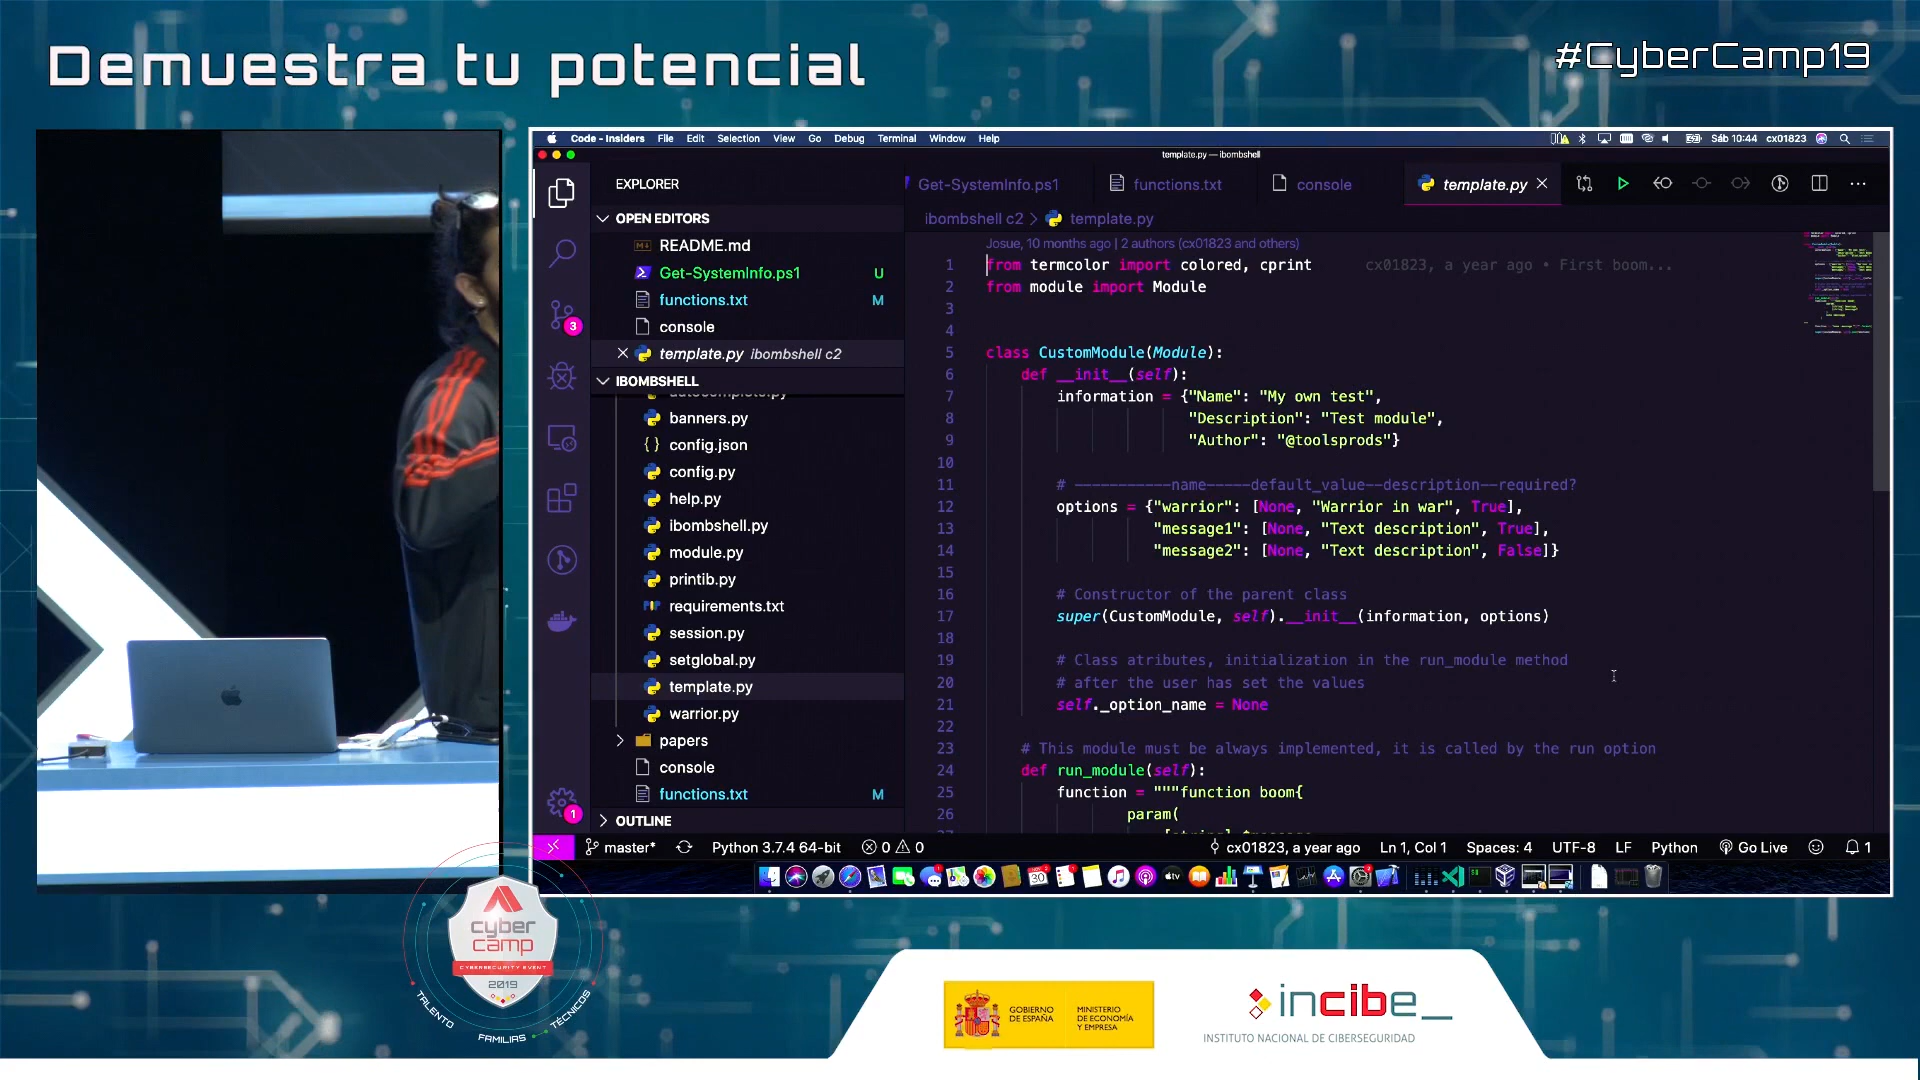 Demuestra tu potencial
#CyberCamp19
Code - Insiders File Edit Selection View Go Debug Terminal Window Help
Sáb 10:44 cx01823
template.py — ibombshell
EXPLORER
OPEN EDITORS
README.md
Get-SystemInfo.ps1 U
functions.txt M
console
template.py ibombshell c2
IBOMBSHELL
autocomplete.py
banners.py
config.json
config.py
help.py
ibombshell.py
module.py
printib.py
requirements.txt
session.py
setglobal.py
template.py
warrior.py
papers
console
functions.txt M
OUTLINE
3
1
Get-SystemInfo.ps1 functions.txt console template.py
ibombshell c2 > template.py
Josue, 10 months ago | 2 authors (cx01823 and others)
1 from termcolor import colored, cprint cx01823, a year ago • First boom...
2 from module import Module
3
4
5 class CustomModule(Module):
6 def __init__(self):
7 information = {"Name": "My own test",
8 "Description": "Test module",
9 "Author": "@toolsprods"}
10
11 # -----------name-----default_value--description--required?
12 options = {"warrior": [None, "Warrior in war", True],
13 "message1": [None, "Text description", True],
14 "message2": [None, "Text description", False]}
15
16 # Constructor of the parent class
17 super(CustomModule, self).__init__(information, options)
18
19 # Class atributes, initialization in the run_module method
20 # after the user has set the values
21 self._option_name = None
22
23 # This module must be always implemented, it is called by the run option
24 def run_module(self):
25 function = """function boom{
26 param(
master* Python 3.7.4 64-bit 0 0 cx01823, a year ago Ln 1, Col 1 Spaces: 4 UTF-8 LF Python Go Live 1
cyber
camp
CYBERSECURITY EVENT
2019
TALENTO FAMILIAS TÉCNICOS
GOBIERNO
DE ESPAÑA
MINISTERIO
DE ECONOMÍA
Y EMPRESA
incibe_
INSTITUTO NACIONAL DE CIBERSEGURIDAD